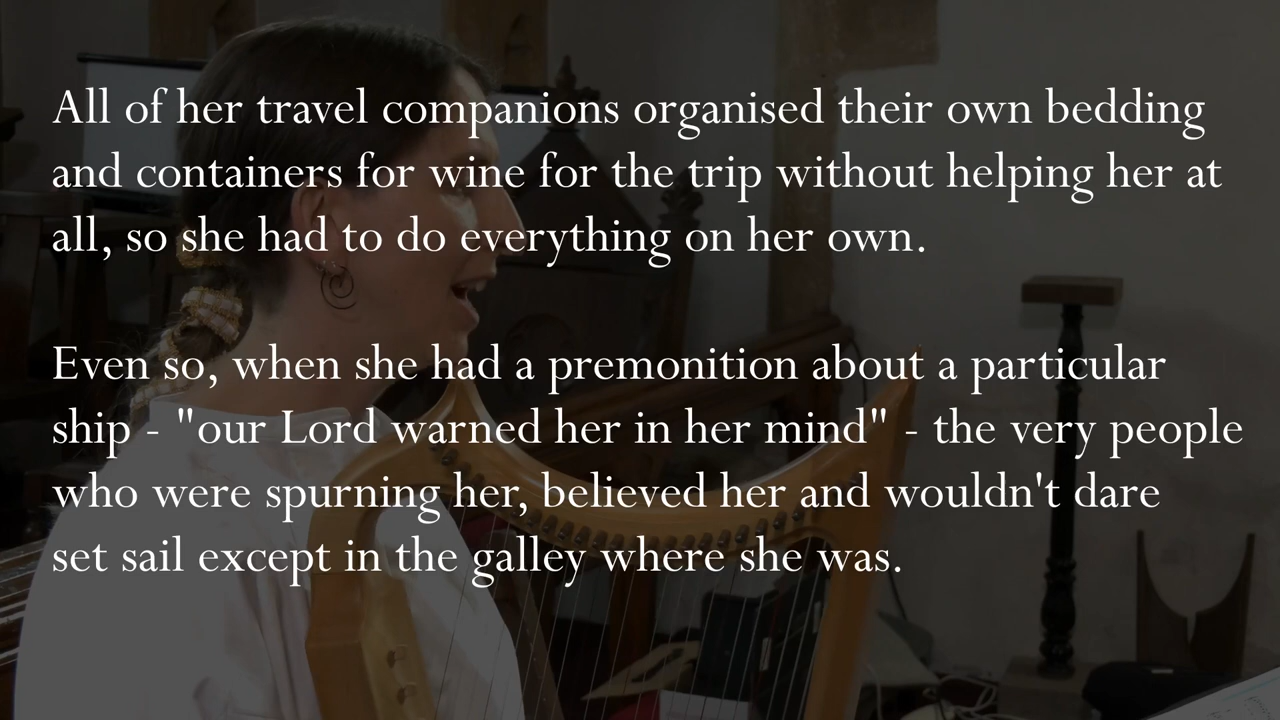 All of her travel companions organised their own bedding
and containers for wine for the trip without helping her at
all, so she had to do everything on her own.
Even so, when she had a premonition about a particular
ship - "our Lord warned her in her mind" - the very people
who were spurning her, believed her and wouldn't dare
set sail except in the galley where she was.